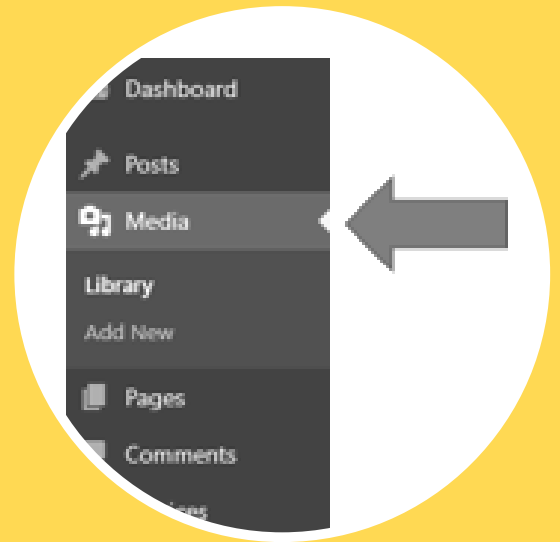 Dashboard
Posts
Media
Library
Add New
Pages
Comments